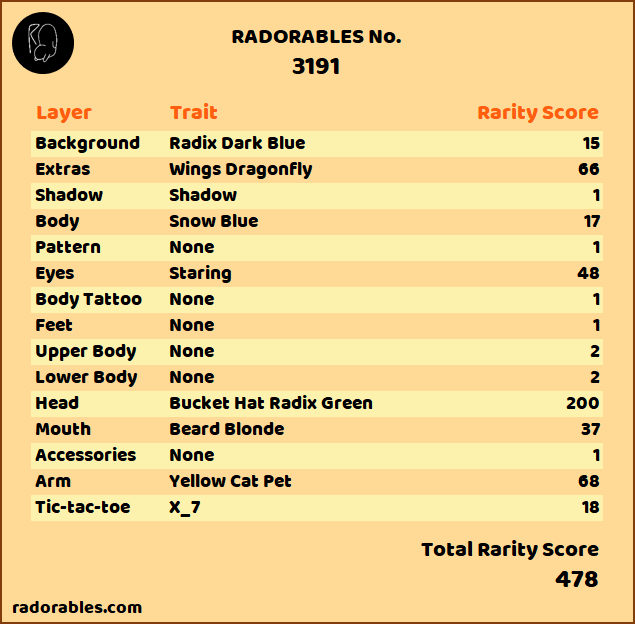 RADORABLES No.
3191
Layer Trait Rarity Score
Background Radix Dark Blue 15
Extras Wings Dragonfly 66
Shadow Shadow 1
Body Snow Blue 17
Pattern None 1
Eyes Staring 48
Body Tattoo None 1
Feet None 1
Upper Body None 2
Lower Body None 2
Head Bucket Hat Radix Green 200
Mouth Beard Blonde 37
Accessories None 1
Arm Yellow Cat Pet 68
Tic-tac-toe X_7 18
Total Rarity Score
478
radorables.com